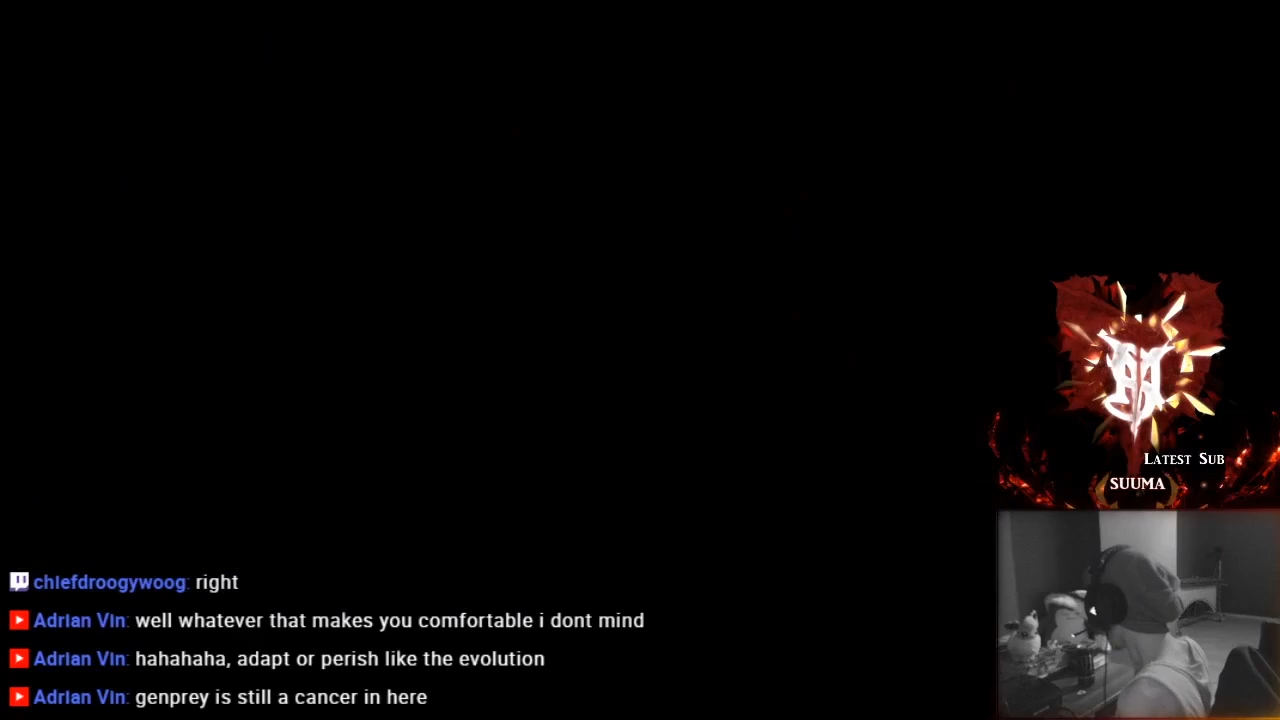 LATEST SUB
SUUMA
chiefdroogywoog: right
Adrian Vin: well whatever that makes you comfortable i dont mind
Adrian Vin: hahahaha, adapt or perish like the evolution
Adrian Vin: genprey is still a cancer in here